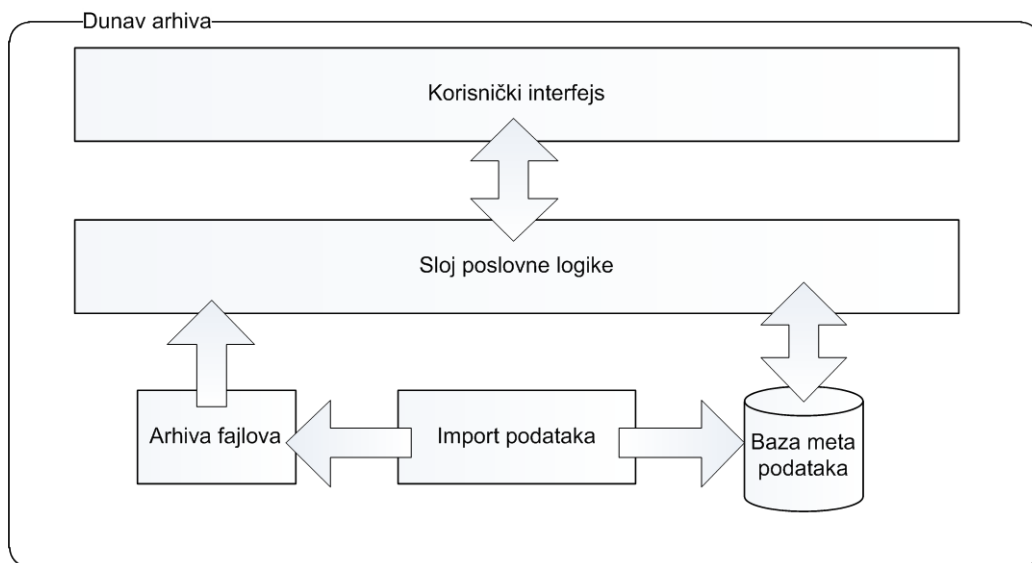 Dunav arhiva
Korisnički interfejs
Sloj poslovne logike
Arhiva fajlova
Import podataka
Baza meta
podataka